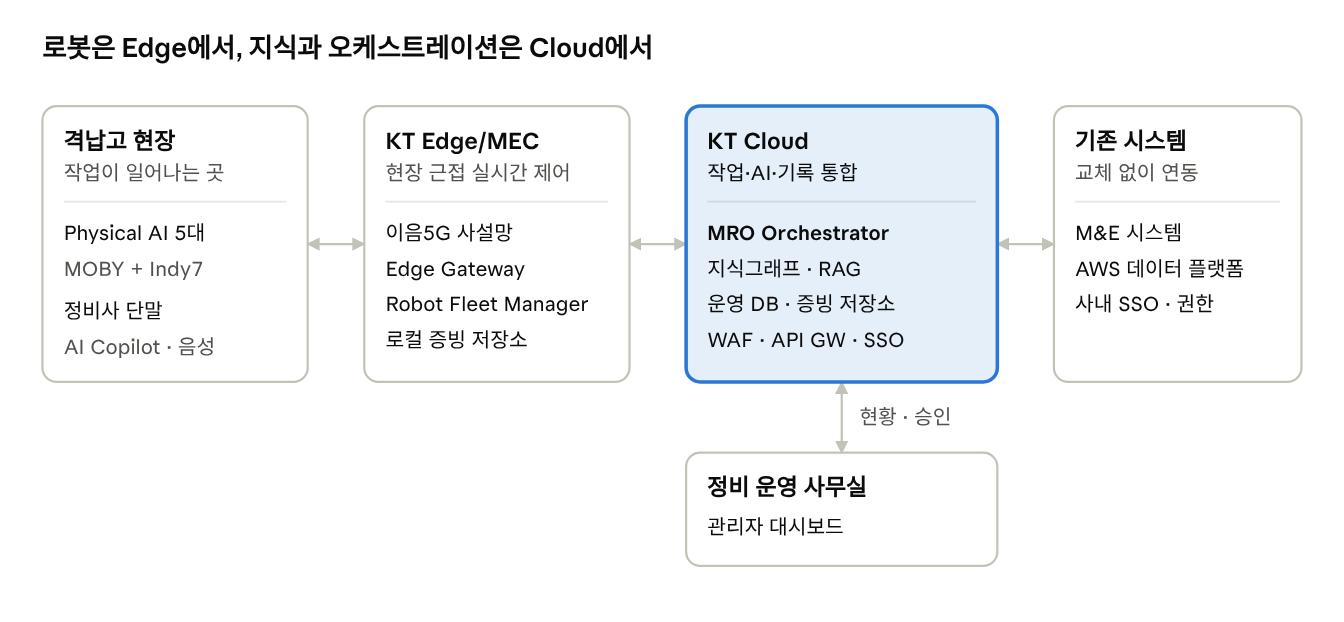 로봇은 Edge에서, 지식과 오케스트레이션은 Cloud에서
격납고 현장
작업이 일어나는 곳
Physical AI 5대
MOBY + Indy7
정비사 단말
AI Copilot · 음성
KT Edge/MEC
현장 근접 실시간 제어
이음5G 사설망
Edge Gateway
Robot Fleet Manager
로컬 증빙 저장소
KT Cloud
작업·AI·기록 통합
MRO Orchestrator
지식그래프 · RAG
운영 DB · 증빙 저장소
WAF · API GW · SSO
기존 시스템
교체 없이 연동
M&E 시스템
AWS 데이터 플랫폼
사내 SSO · 권한
현황 · 승인
정비 운영 사무실
관리자 대시보드